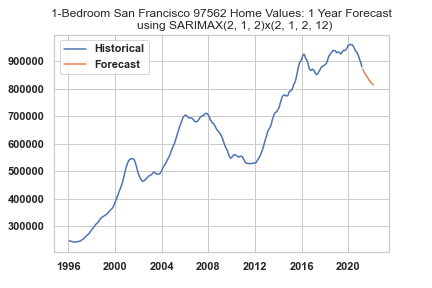 1-Bedroom San Francisco 97562 Home Values: 1 Year Forecast
using SARIMAX(2, 1, 2)x(2, 1, 2, 12)
Historical
Forecast
900000
800000
700000
600000
500000
400000
300000
1996 2000 2004 2008 2012 2016 2020